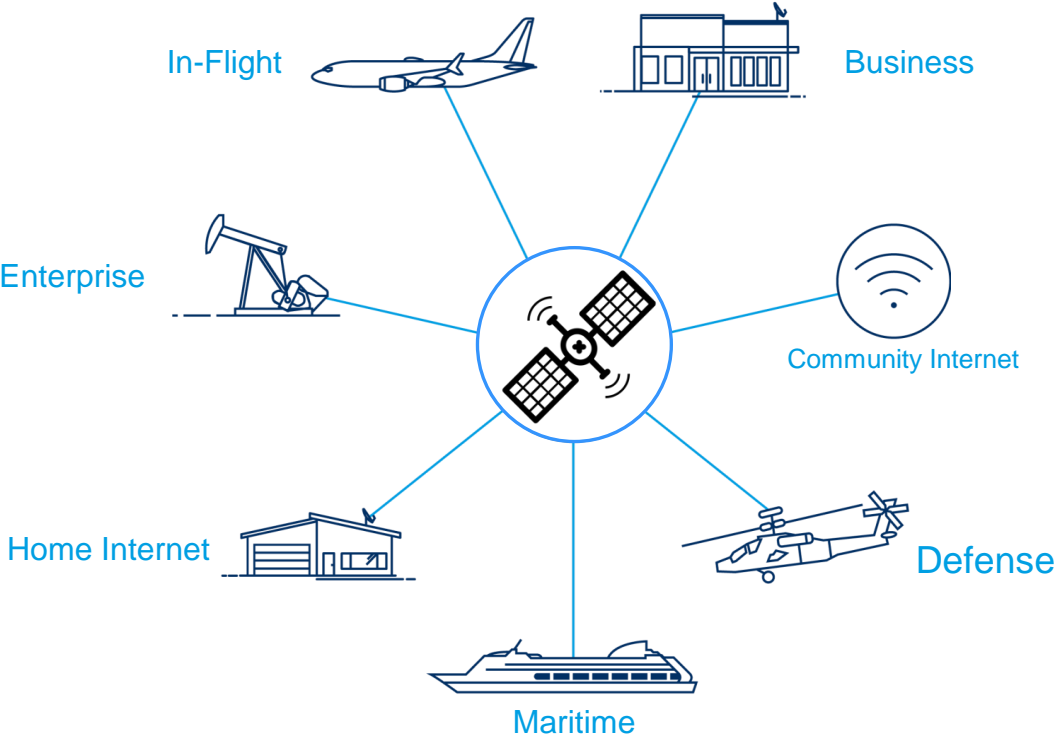 In-Flight
Business
Enterprise
Community Internet
Home Internet
Defense
Maritime